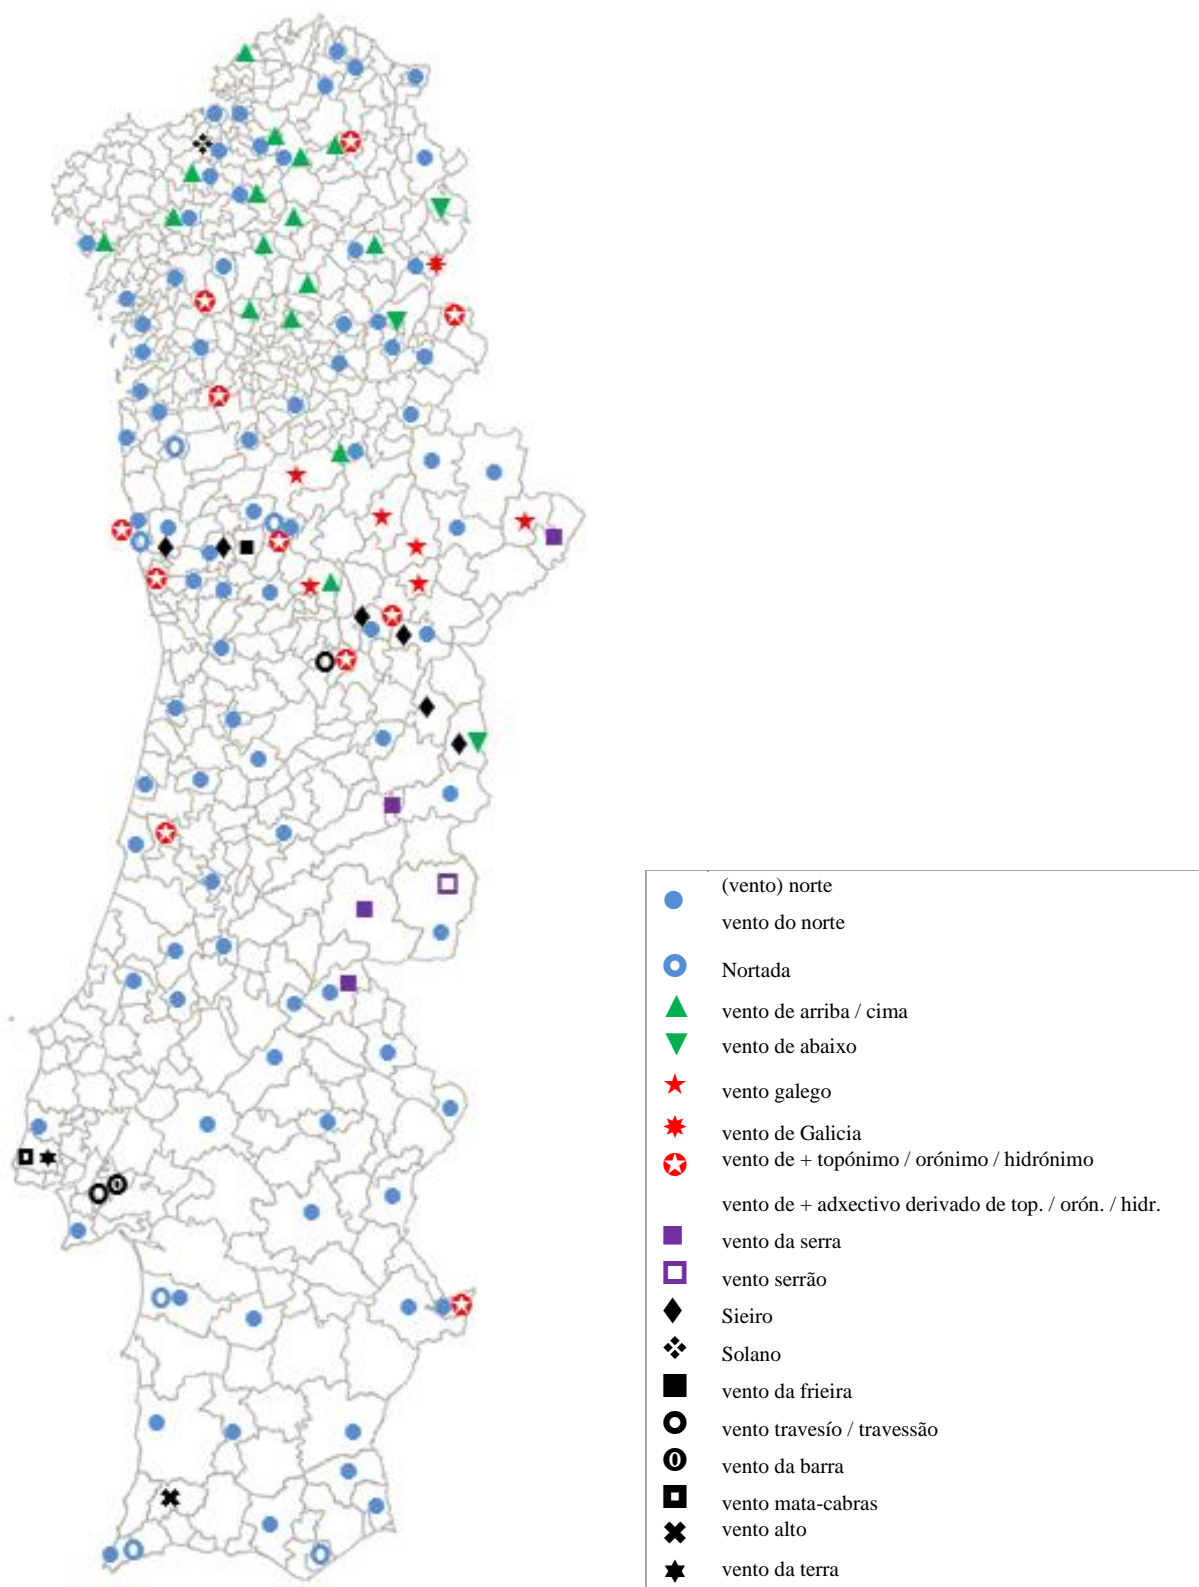 (vento) norte
vento do norte
Nortada
vento de arriba / cima
vento de abaixo
vento galego
vento de Galicia
vento de + topónimo / orónimo / hidrónimo
vento de + adxectivo derivado de top. / orón. / hidr.
vento da serra
vento serrão
Sieiro
Solano
vento da frieira
vento travesío / travessão
vento da barra
vento mata-cabras
vento alto
vento da terra